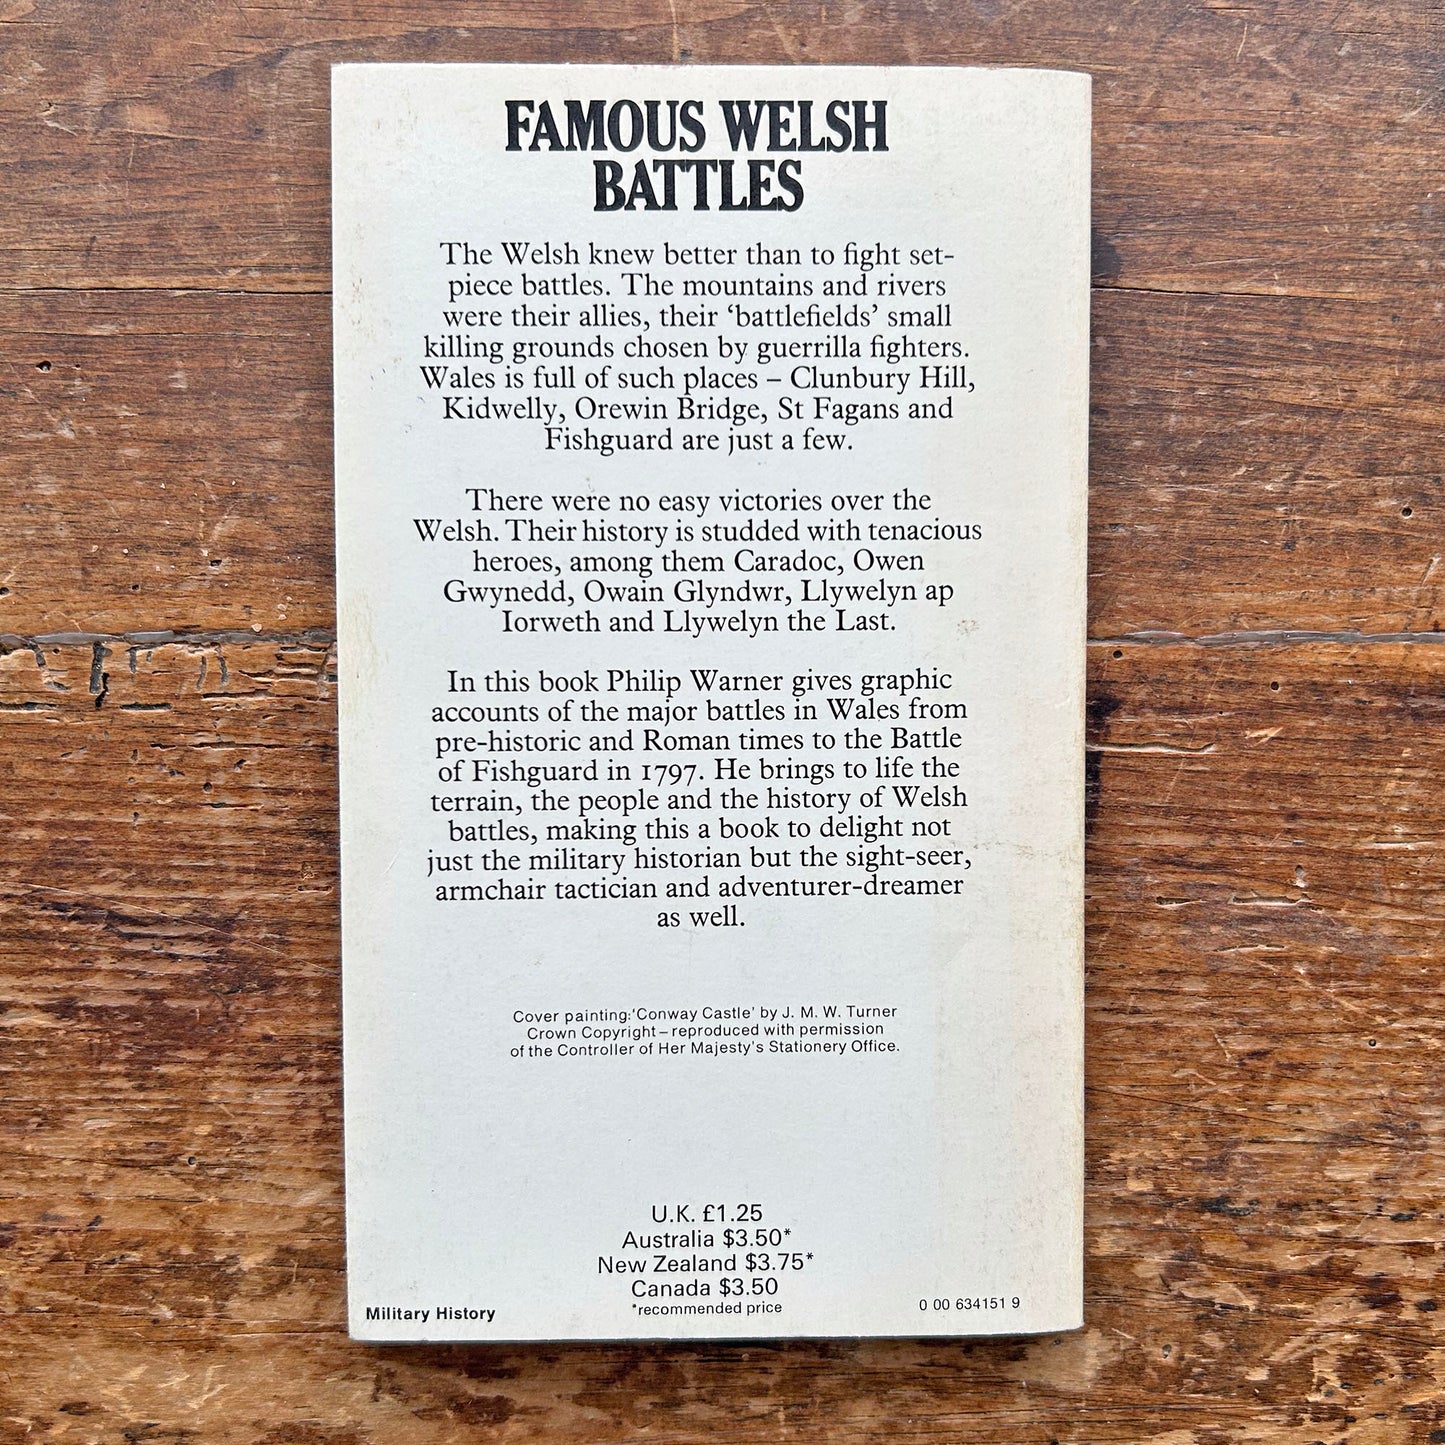 FAMOUS WELSH
BATTLES
The Welsh knew better than to fight set-
piece battles. The mountains and rivers
were their allies, their ‘battlefields’ small
killing grounds chosen by guerrilla fighters.
Wales is full of such places – Clunbury Hill,
Kidwelly, Orewin Bridge, St Fagans and
Fishguard are just a few.
There were no easy victories over the
Welsh. Their history is studded with tenacious
heroes, among them Caradoc, Owen
Gwynedd, Owain Glyndwr, Llywelyn ap
Iorweth and Llywelyn the Last.
In this book Philip Warner gives graphic
accounts of the major battles in Wales from
pre-historic and Roman times to the Battle
of Fishguard in 1797. He brings to life the
terrain, the people and the history of Welsh
battles, making this a book to delight not
just the military historian but the sight-seer,
armchair tactician and adventurer-dreamer
as well.
Cover painting:‘Conway Castle’ by J. M. W. Turner
Crown Copyright – reproduced with permission
of the Controller of Her Majesty's Stationery Office.
U.K. £1.25
Australia $3.50*
New Zealand $3.75*
Canada $3.50
*recommended price
Military History
0 00 634151 9